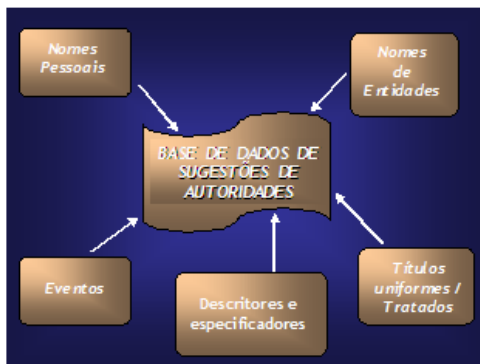 Nomes
Pessoais
Nomes
de
Entidades
BASE DE DADOS DE
SUGESTÕES DE
AUTORIDADES
Eventos
Descritores e
especificadores
Títulos
uniformes /
Tratados